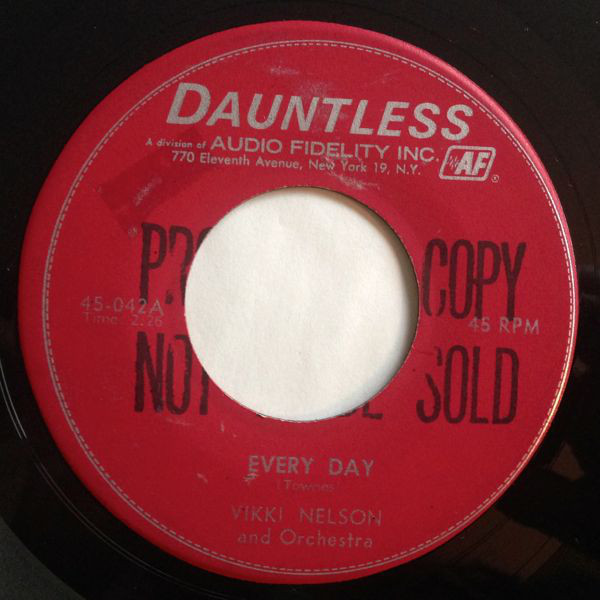 DAUNTLESS
A division of AUDIO FIDELITY INC.
770 Eleventh Avenue, New York 19, N.Y.
AF
®
COPY
45-042A
Time: 2.26
45 RPM
NOT SOLD
EVERY DAY
(Townes)
VIKKI NELSON
and Orchestra